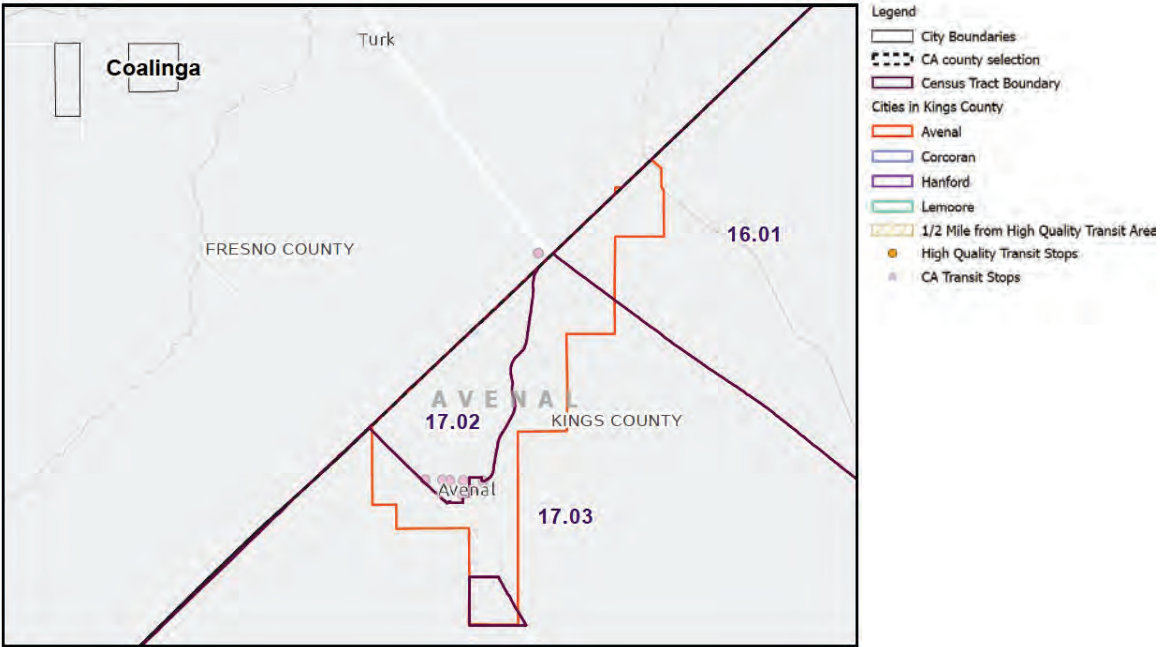 Turk
Coalinga
FRESNO COUNTY
16.01
AVENAL
17.02
KINGS COUNTY
Avenal
17.03
Legend
City Boundaries
CA county selection
Census Tract Boundary
Cities in Kings County
Avenal
Corcoran
Hanford
Lemoore
1/2 Mile from High Quality Transit Area
High Quality Transit Stops
CA Transit Stops